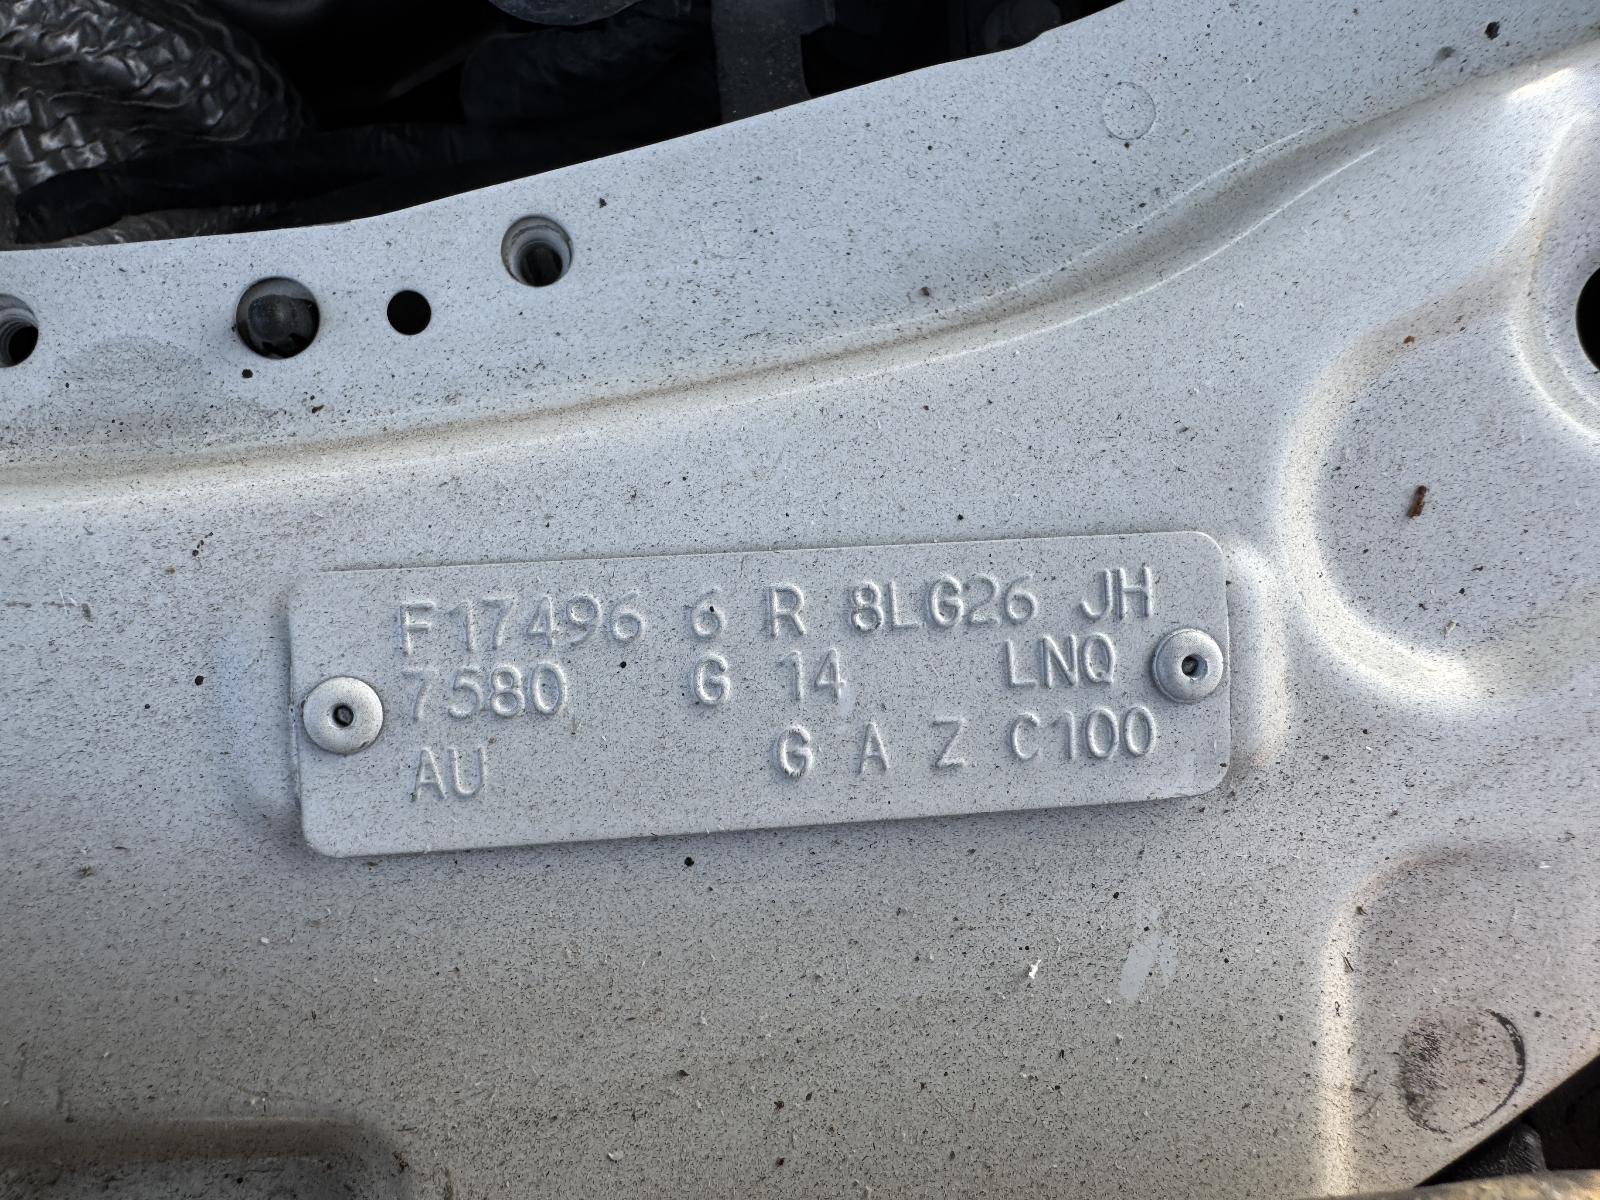 F17496 6 R 8LG26 JH
7580 G 14 LNQ
AU G A Z C100